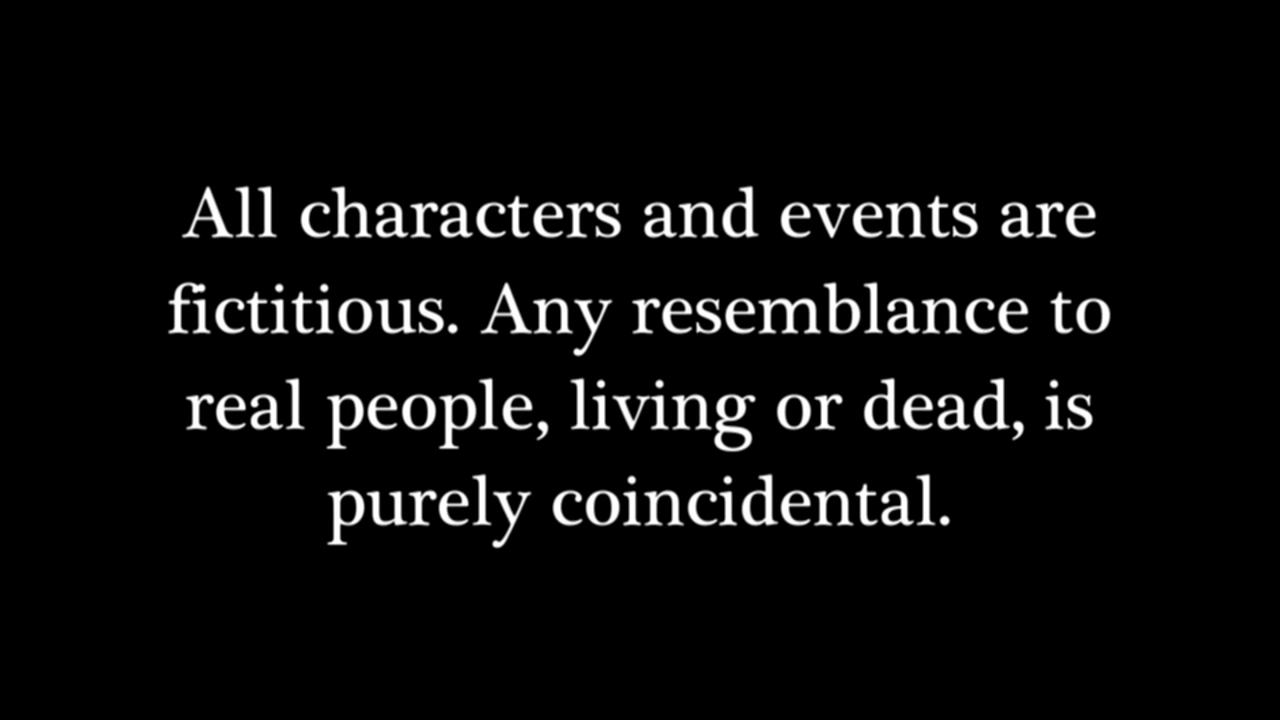 All characters and events are
fictitious. Any resemblance to
real people, living or dead, is
purely coincidental.